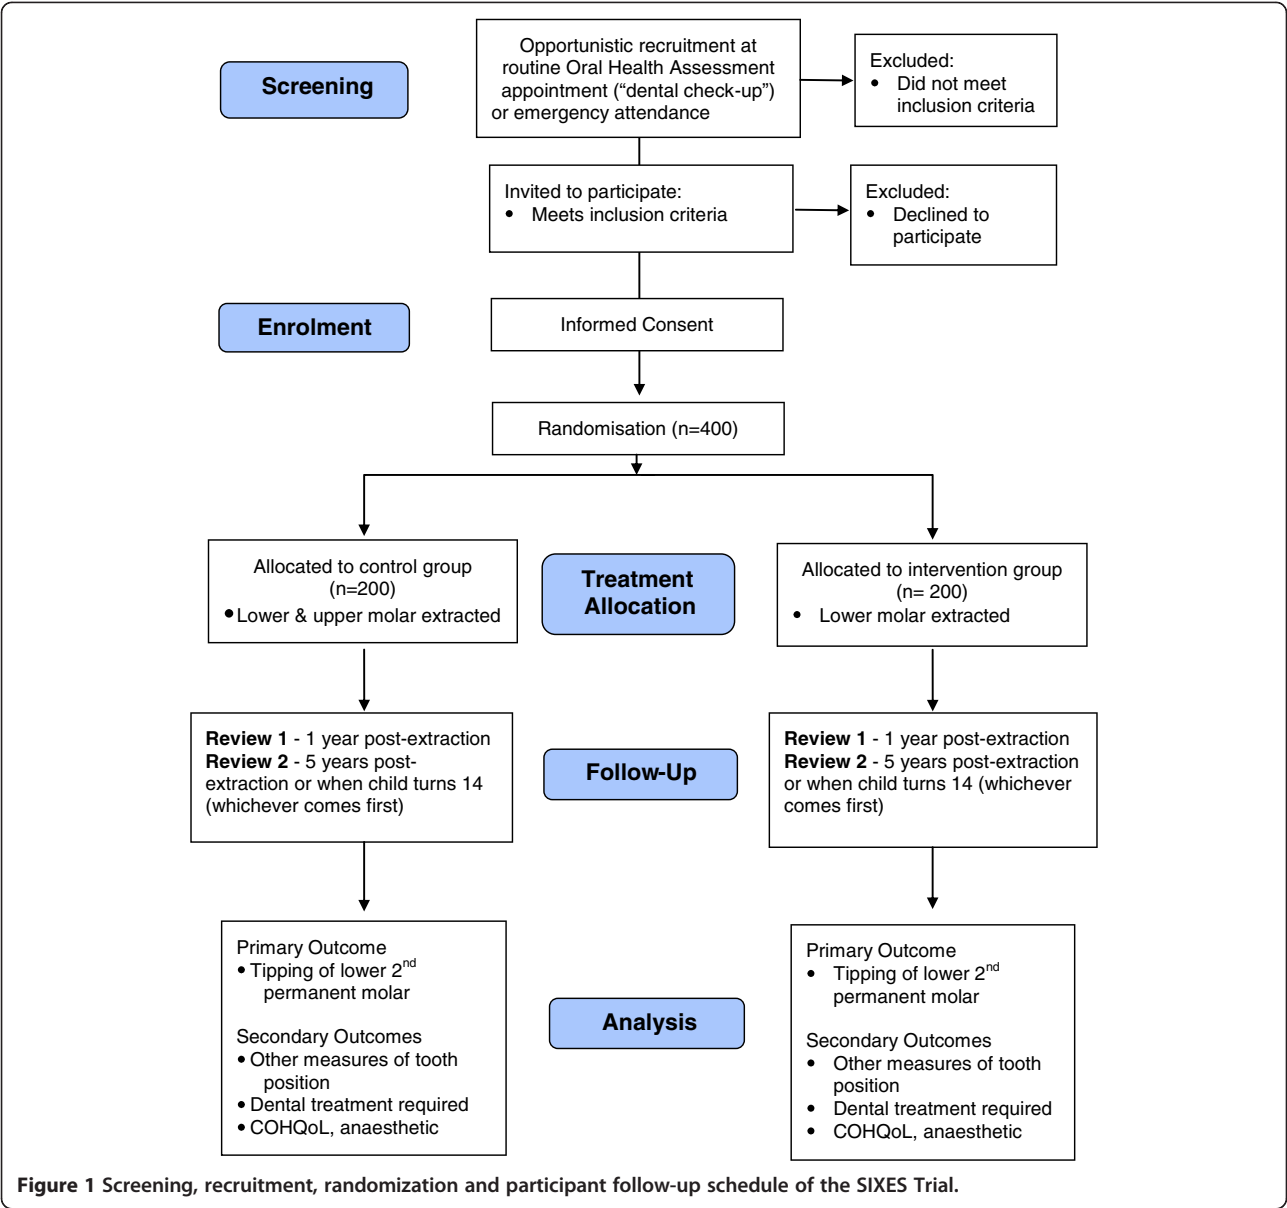 Screening
Opportunistic recruitment at
routine Oral Health Assessment
appointment (“dental check-up”)
or emergency attendance
Excluded:
• Did not meet
inclusion criteria
Invited to participate:
• Meets inclusion criteria
Excluded:
• Declined to
participate
Enrolment
Informed Consent
Randomisation (n=400)
Allocated to control group
(n=200)
• Lower & upper molar extracted
Treatment
Allocation
Allocated to intervention group
(n= 200)
• Lower molar extracted
Review 1 - 1 year post-extraction
Review 2 - 5 years post-
extraction or when child turns 14
(whichever comes first)
Follow-Up
Review 1 - 1 year post-extraction
Review 2 - 5 years post-extraction
or when child turns 14 (whichever
comes first)
Primary Outcome
• Tipping of lower 2nd
permanent molar
Secondary Outcomes
• Other measures of tooth
position
• Dental treatment required
• COHQoL, anaesthetic
Analysis
Primary Outcome
• Tipping of lower 2nd
permanent molar
Secondary Outcomes
• Other measures of tooth
position
• Dental treatment required
• COHQoL, anaesthetic
Figure 1 Screening, recruitment, randomization and participant follow-up schedule of the SIXES Trial.